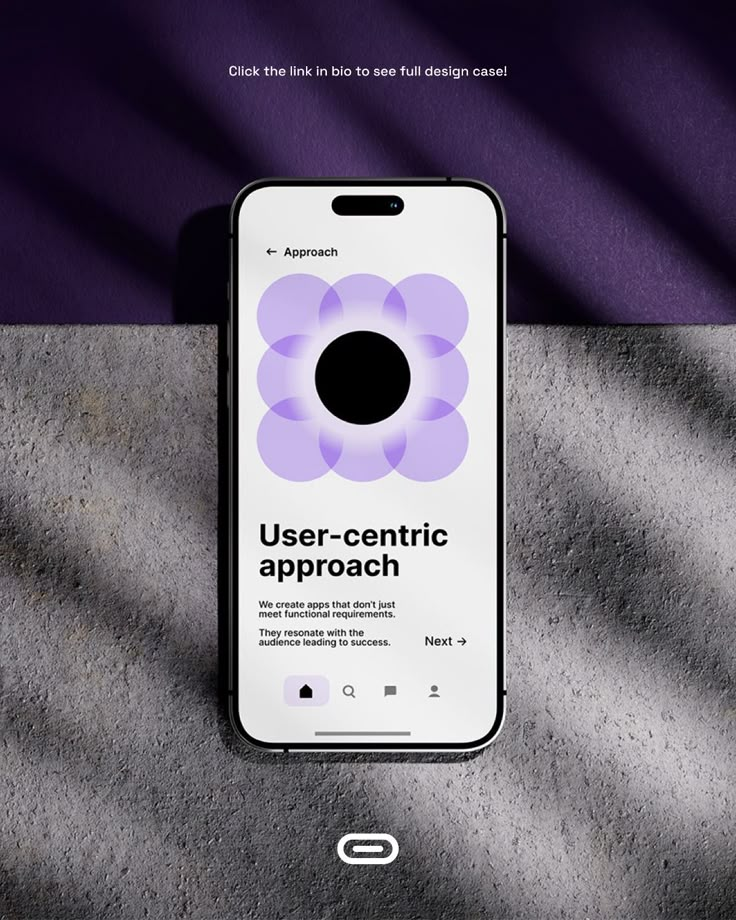 Click the link in bio to see full design case!
← Approach
User-centric
approach
We create apps that don't just
meet functional requirements.
They resonate with the
audience leading to success.
Next →